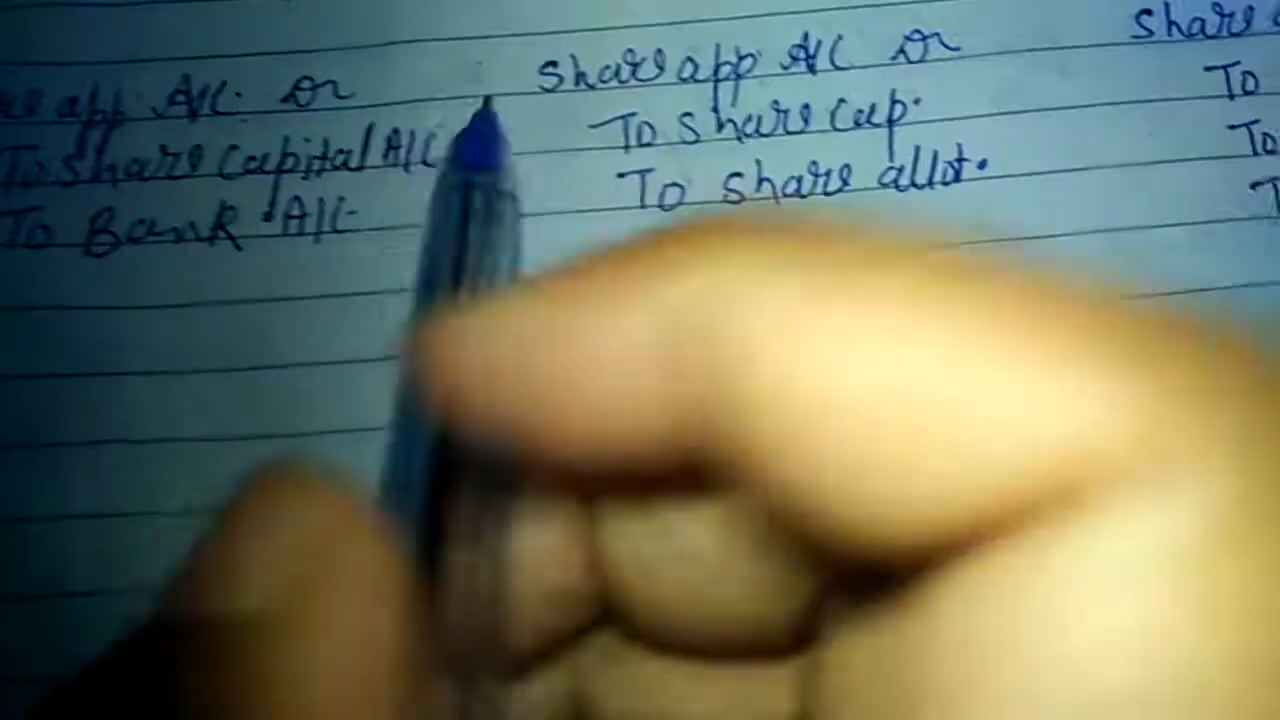 app A/c Dr
To Share Capital A/c
To Bank A/c
Share app A/c Dr
To share cap.
To share allot.
Share
To
To
T